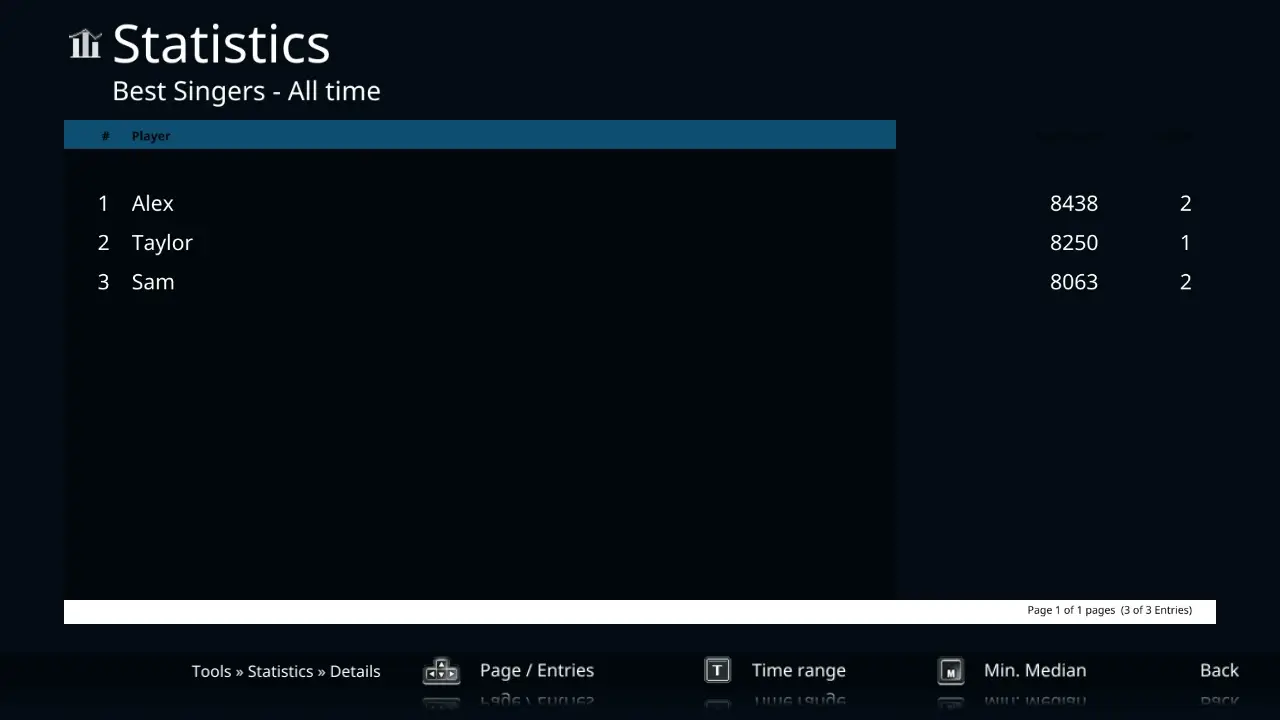 Statistics
Best Singers - All time
# Player
1 Alex 8438 2
2 Taylor 8250 1
3 Sam 8063 2
Page 1 of 1 pages (3 of 3 Entries)
Tools » Statistics » Details Page / Entries T Time range M Min. Median Back